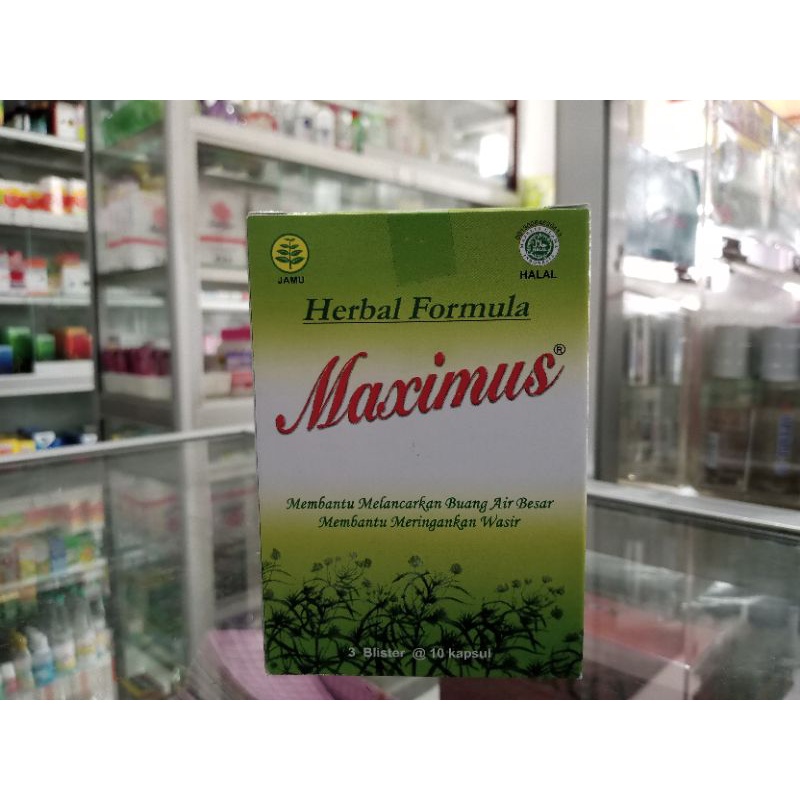 JAMU
HALAL
Herbal Formula
Maximus®
Membantu Melancarkan Buang Air Besar
Membantu Meringankan Wasir
3 Blister @ 10 kapsul